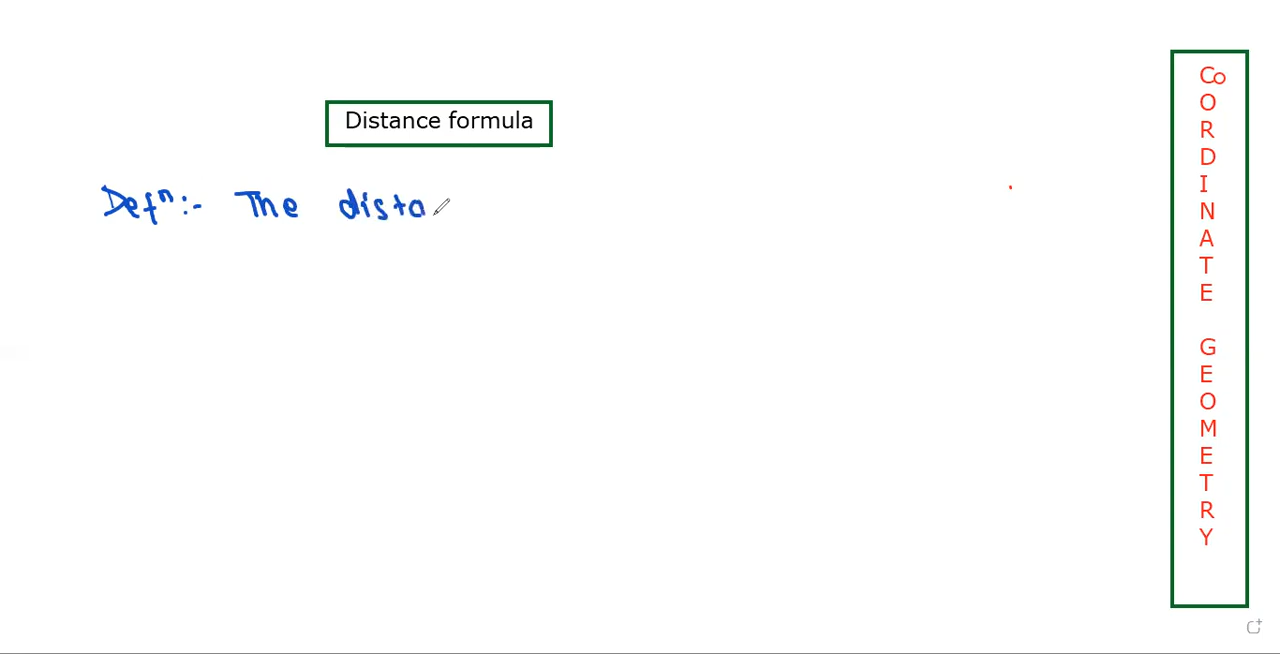 Distance formula
Defⁿ:- The dista
Co
O
R
D
I
N
A
T
E
G
E
O
M
E
T
R
Y